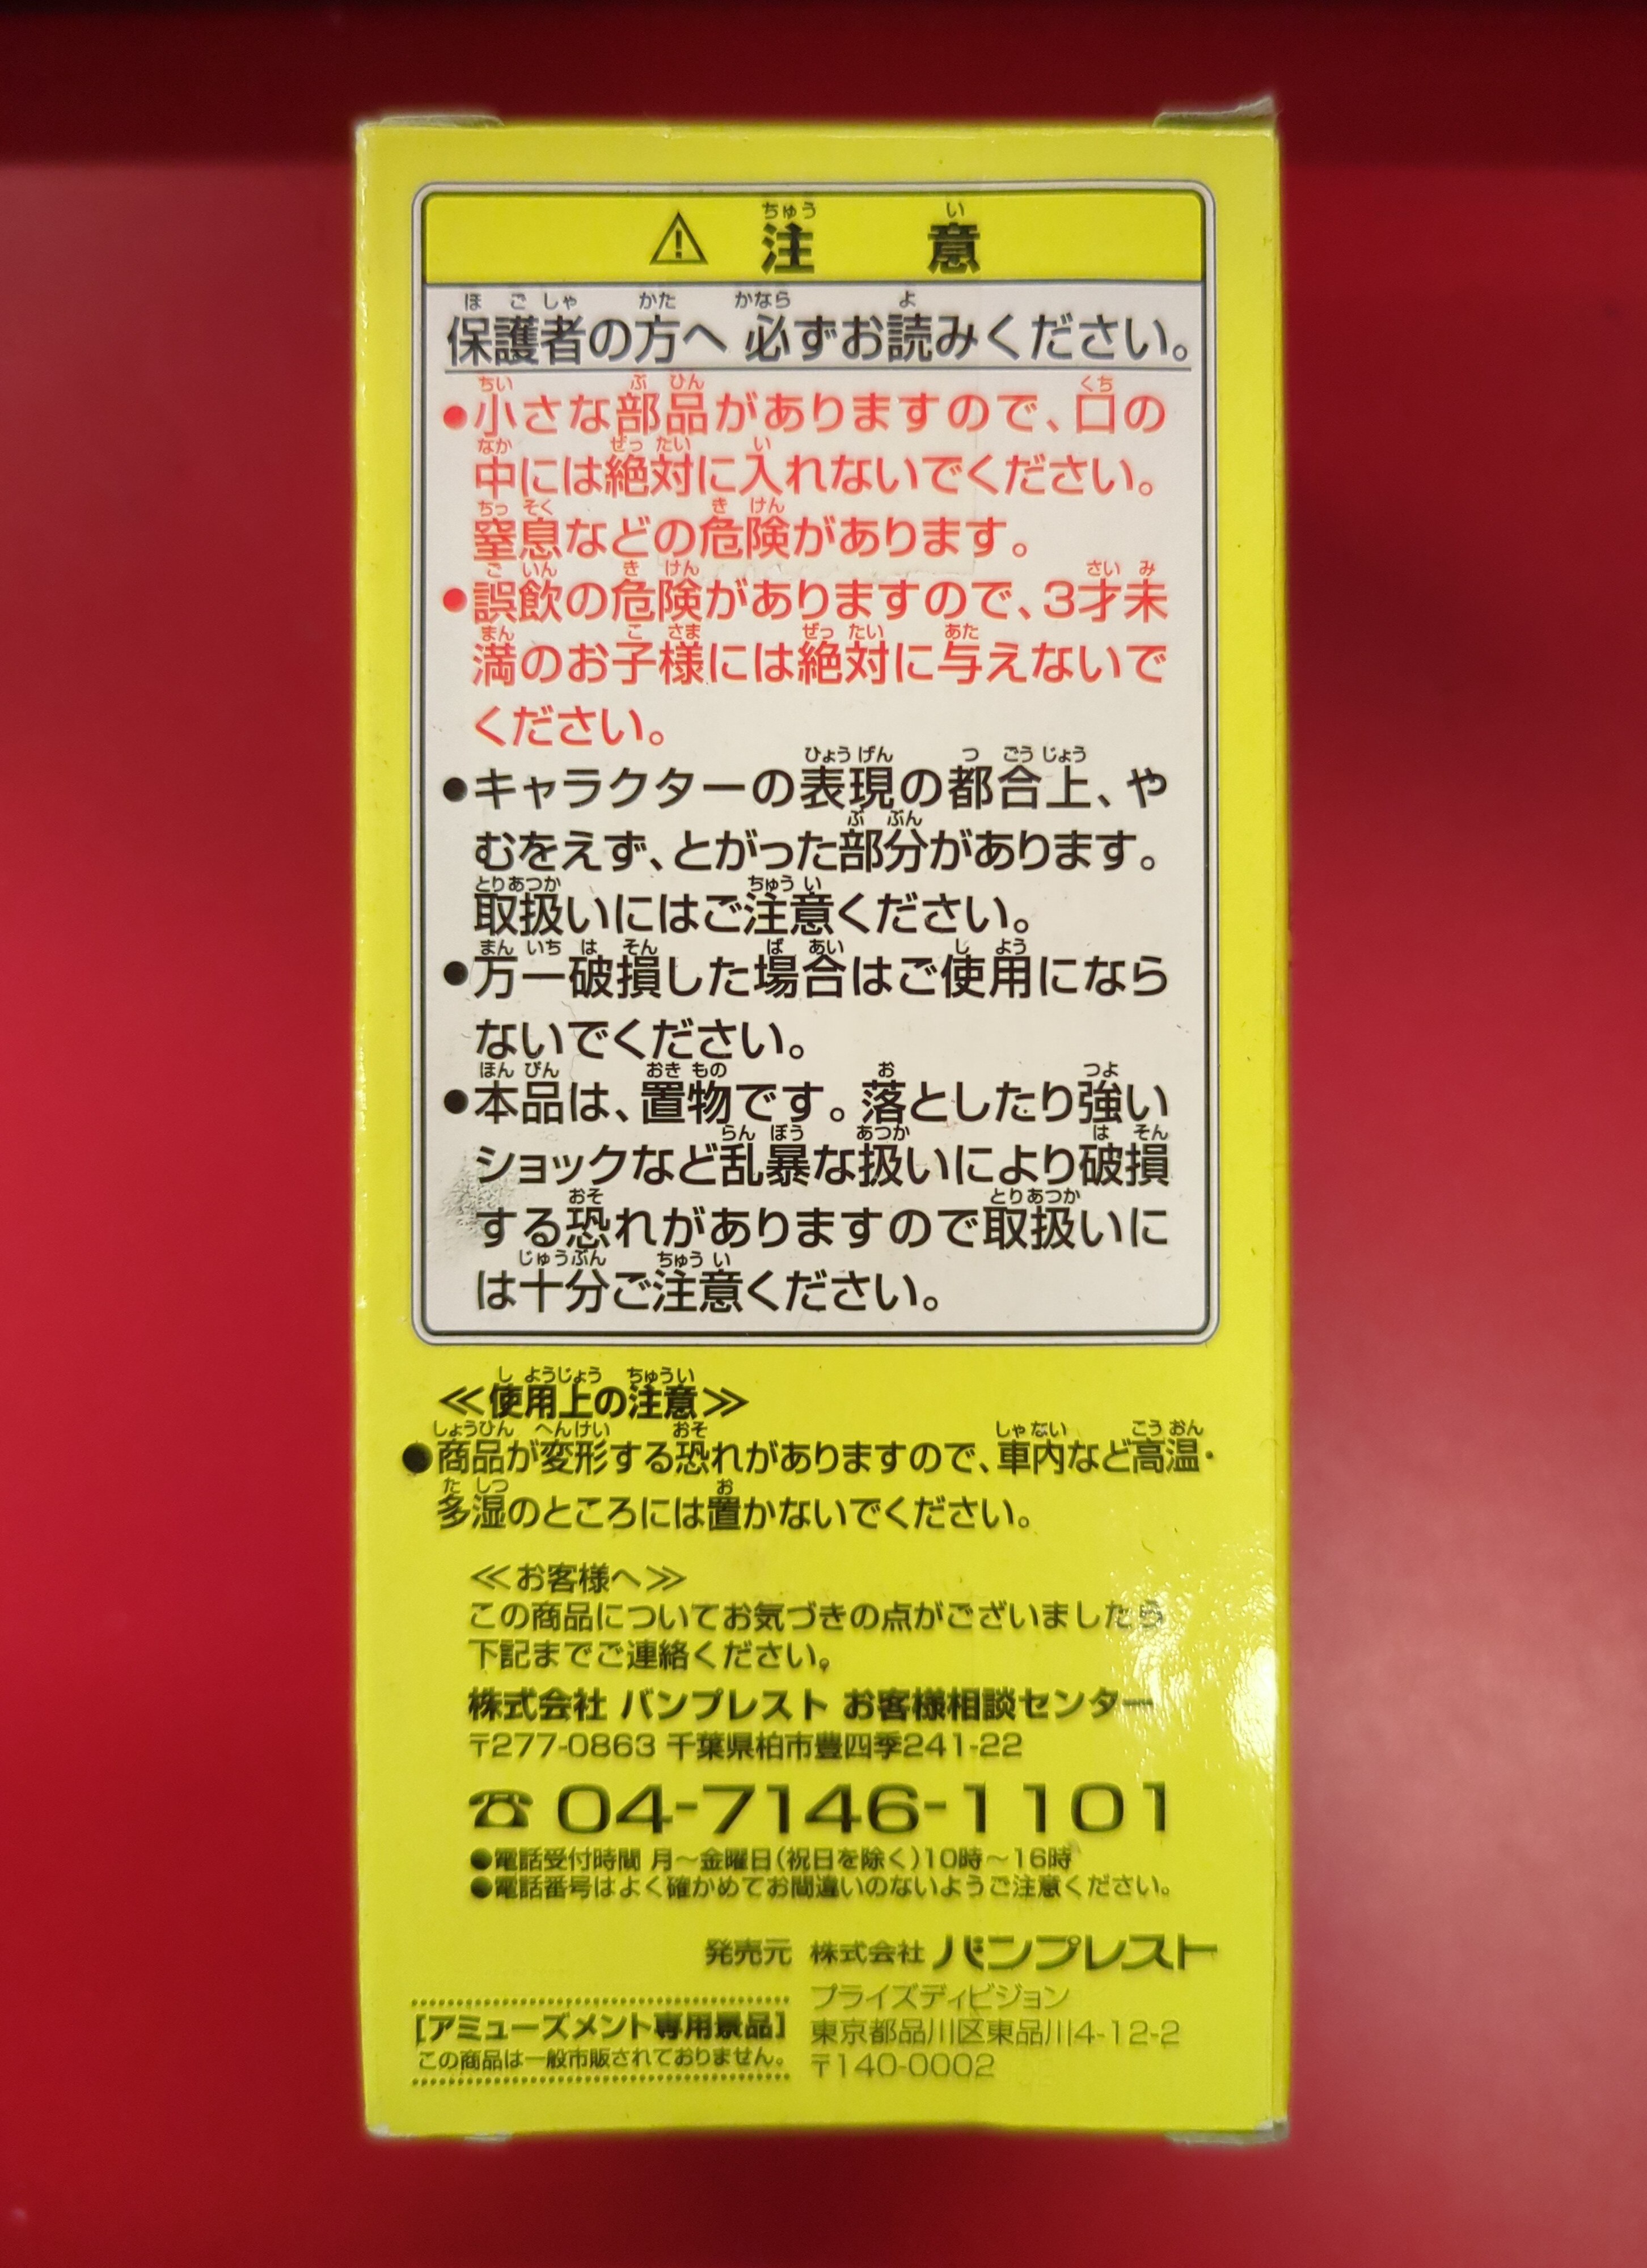 ⚠ 注意
保護者の方へ 必ずお読みください。
●小さな部品がありますので、口の
中には絶対に入れないでください。
窒息などの危険があります。
●誤飲の危険がありますので、3才未
満のお子様には絶対に与えないで
ください。
●キャラクターの表現の都合上、や
むをえず、とがった部分があります。
取扱いにはご注意ください。
●万一破損した場合はご使用になら
ないでください。
●本品は、置物です。落としたり強い
ショックなど乱暴な扱いにより破損
する恐れがありますので取扱いに
は十分ご注意ください。
≪使用上の注意≫
●商品が変形する恐れがありますので、車内など高温・
多湿のところには置かないでください。
≪お客様へ≫
この商品についてお気づきの点がございましたら
下記までご連絡ください。
株式会社 バンプレスト お客様相談センター
〒277-0863 千葉県柏市豊四季241-22
☎ 04-7146-1101
●電話受付時間 月〜金曜日(祝日を除く)10時〜16時
●電話番号はよく確かめてお間違いのないようご注意ください。
発売元 株式会社 バンプレスト
プライズディビジョン
東京都品川区東品川4-12-2
〒140-0002
[アミューズメント専用景品]
この商品は一般市販されておりません。